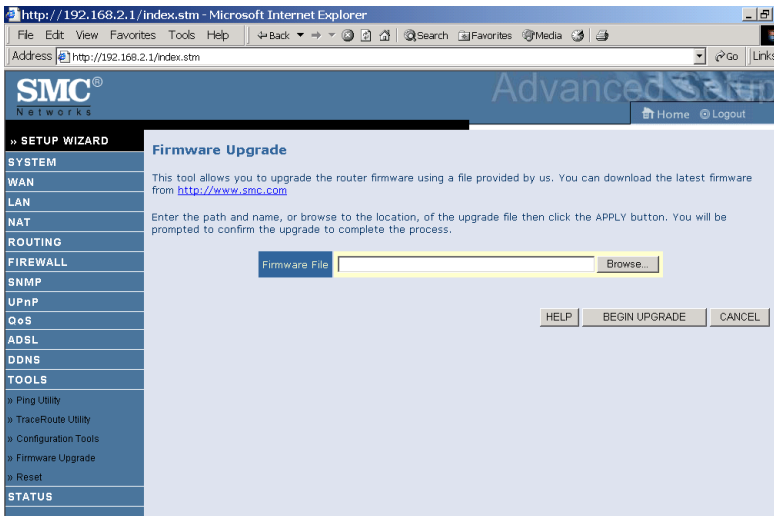 http://192.168.2.1/index.stm - Microsoft Internet Explorer
File Edit View Favorites Tools Help Back Search Favorites Media
Address http://192.168.2.1/index.stm Go Links
SMC®
Networks
Advanced Setup
Home Logout
» SETUP WIZARD
SYSTEM
WAN
LAN
NAT
ROUTING
FIREWALL
SNMP
UPnP
QoS
ADSL
DDNS
TOOLS
» Ping Utility
» TraceRoute Utility
» Configuration Tools
» Firmware Upgrade
» Reset
STATUS
Firmware Upgrade
This tool allows you to upgrade the router firmware using a file provided by us. You can download the latest firmware
from http://www.smc.com
Enter the path and name, or browse to the location, of the upgrade file then click the APPLY button. You will be
prompted to confirm the upgrade to complete the process.
Firmware File Browse...
HELP BEGIN UPGRADE CANCEL